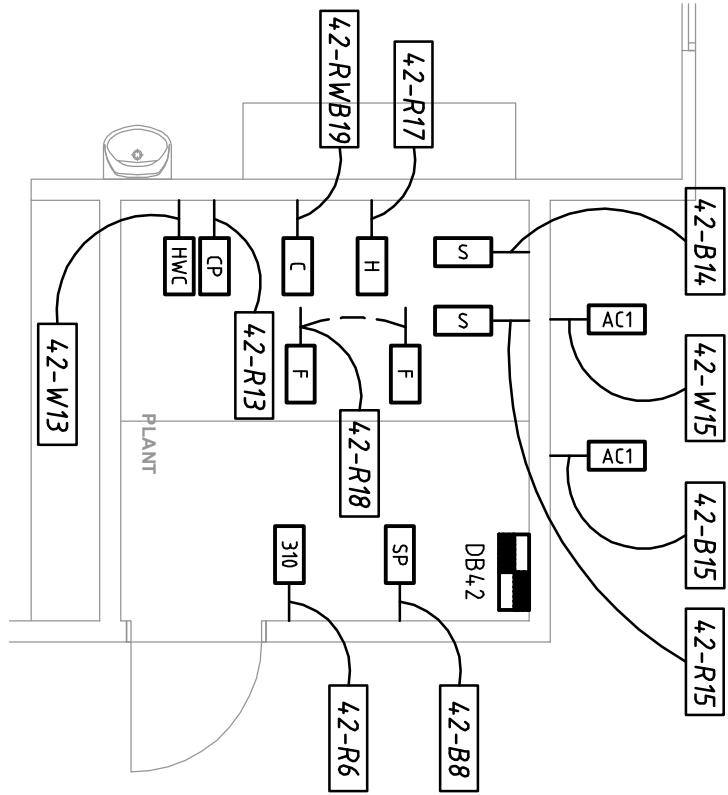 42-RWB19
42-R17
42-B14
HWC
CP
C
H
S
S
AC1
42-W15
42-W13
42-R13
F
F
42-R18
PLANT
AC1
42-B15
310
SP
DB42
42-R15
42-R6
42-B8